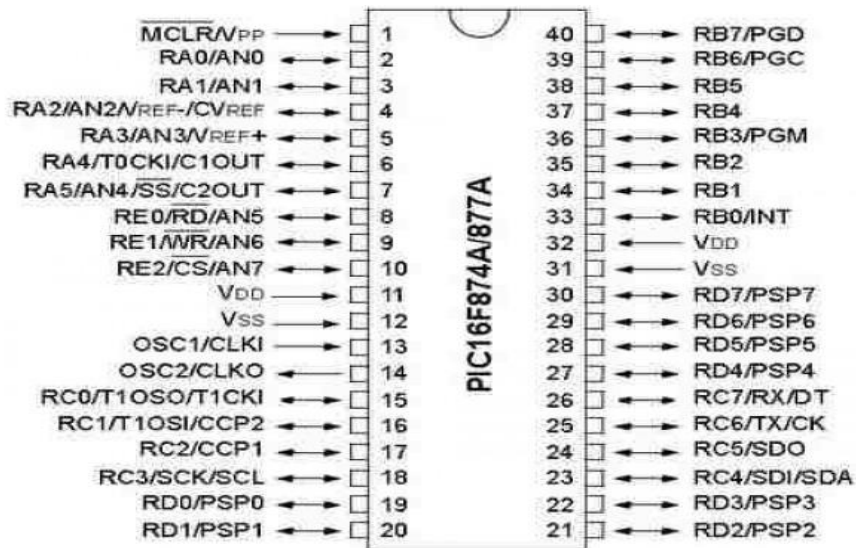 MCLR/VPP 1 40 RB7/PGD
RA0/AN0 2 39 RB6/PGC
RA1/AN1 3 38 RB5
RA2/AN2/VREF-/CVREF 4 37 RB4
RA3/AN3/VREF+ 5 36 RB3/PGM
RA4/T0CKI/C1OUT 6 35 RB2
RA5/AN4/SS/C2OUT 7 34 RB1
RE0/RD/AN5 8 33 RB0/INT
RE1/WR/AN6 9 32 VDD
RE2/CS/AN7 10 31 VSS
VDD 11 30 RD7/PSP7
VSS 12 29 RD6/PSP6
OSC1/CLKI 13 28 RD5/PSP5
OSC2/CLKO 14 27 RD4/PSP4
RC0/T1OSO/T1CKI 15 26 RC7/RX/DT
RC1/T1OSI/CCP2 16 25 RC6/TX/CK
RC2/CCP1 17 24 RC5/SDO
RC3/SCK/SCL 18 23 RC4/SDI/SDA
RD0/PSP0 19 22 RD3/PSP3
RD1/PSP1 20 21 RD2/PSP2
PIC16F874A/877A